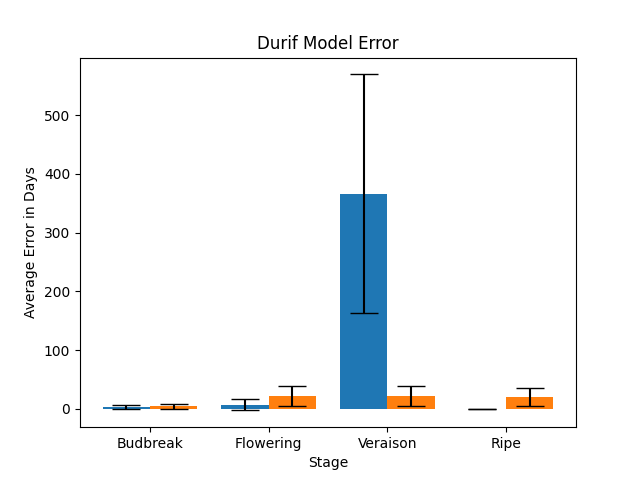 Durif Model Error
Average Error in Days
500
400
300
200
100
0
Budbreak Flowering Veraison Ripe
Stage